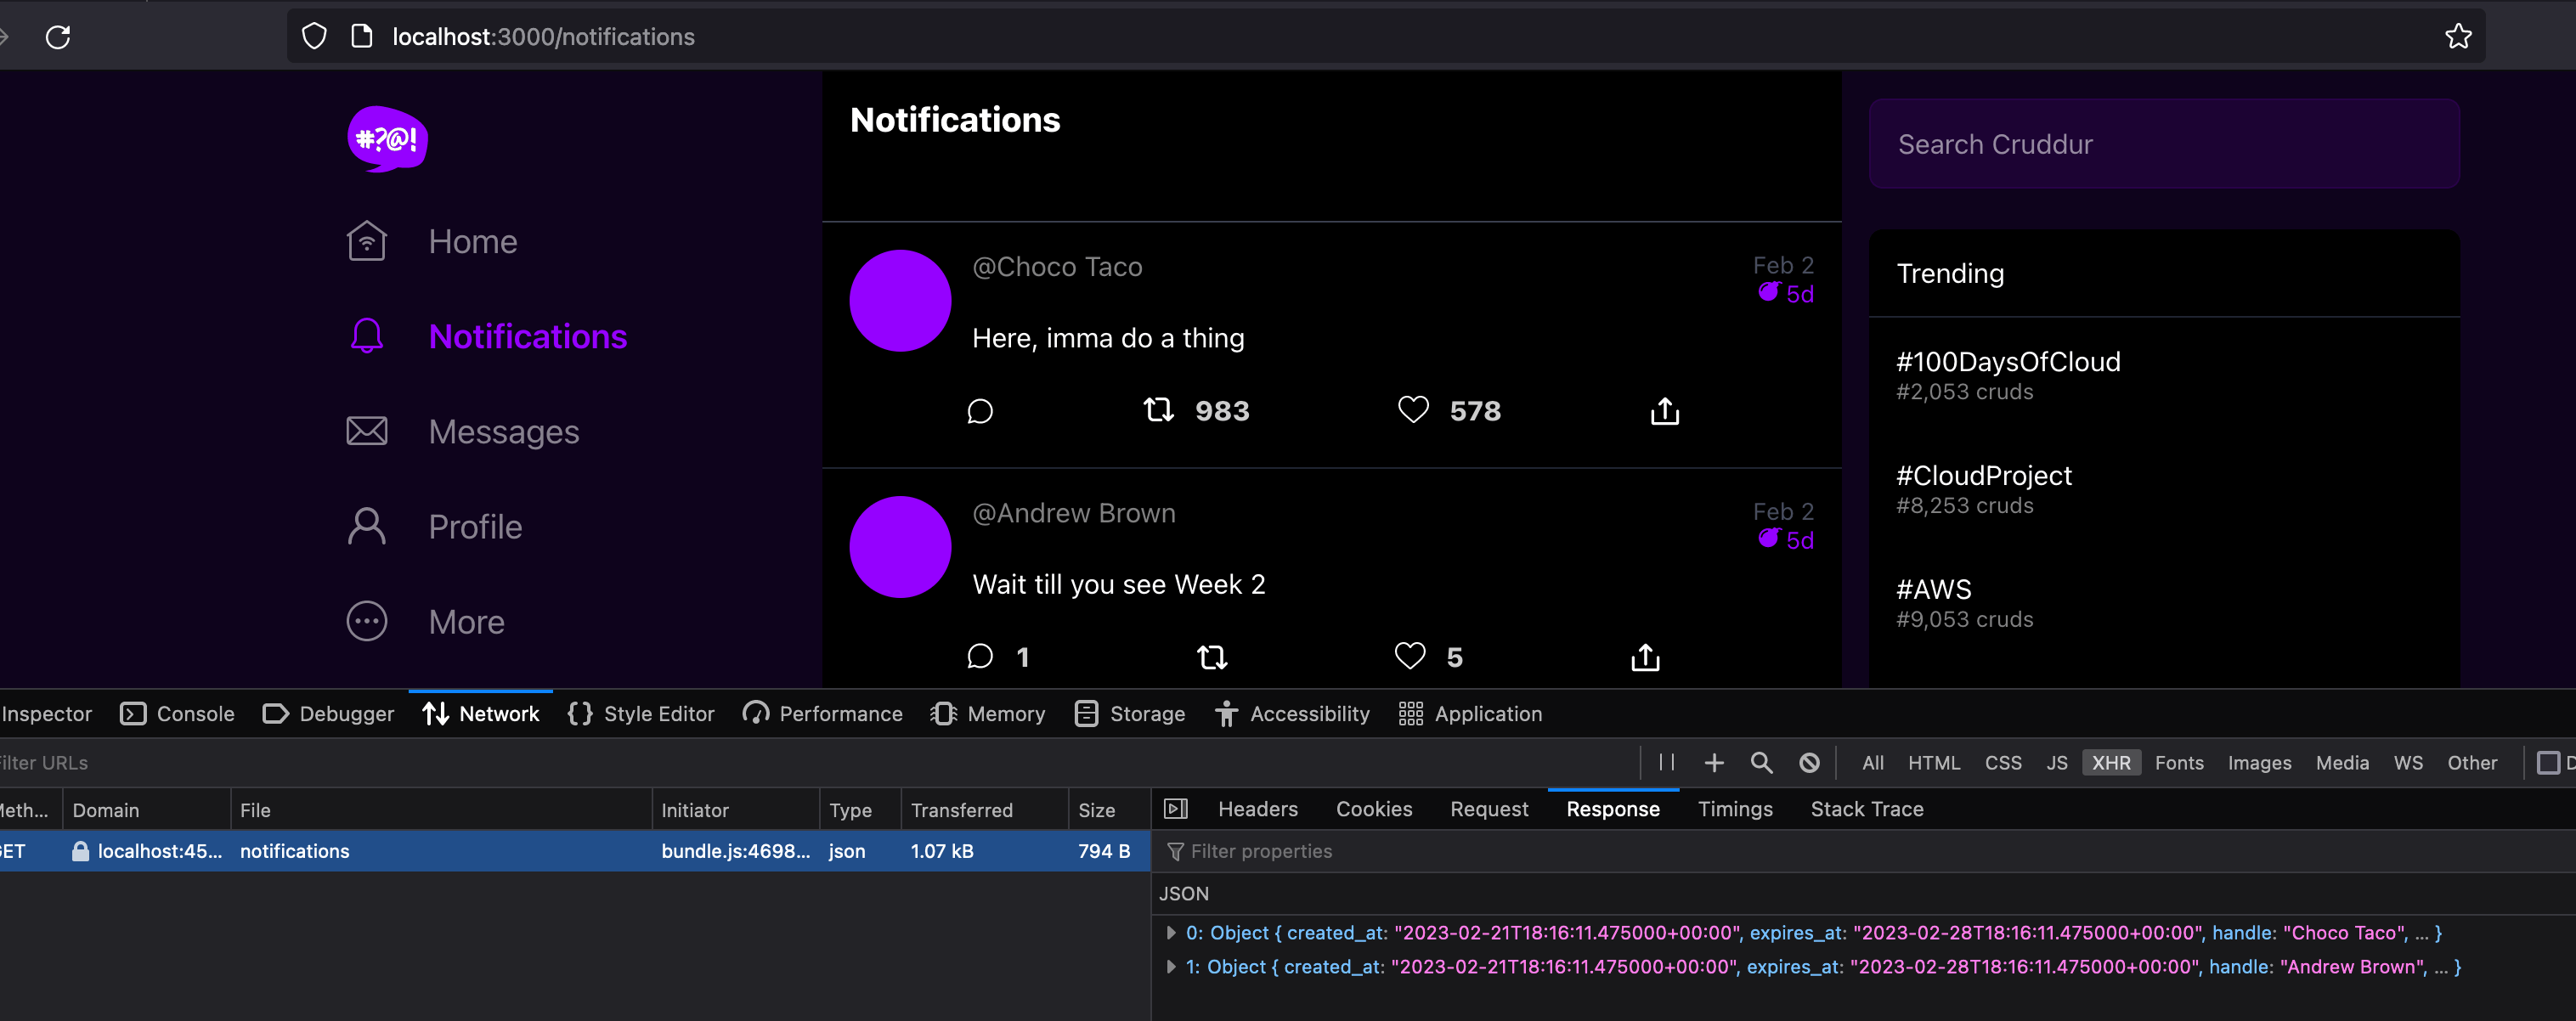 localhost:3000/notifications
#?@!
Home
Notifications
Messages
Profile
More
Notifications
@Choco Taco
Feb 2
5d
Here, imma do a thing
983
578
@Andrew Brown
Feb 2
5d
Wait till you see Week 2
1
5
Search Cruddur
Trending
#100DaysOfCloud
#2,053 cruds
#CloudProject
#8,253 cruds
#AWS
#9,053 cruds
Inspector Console Debugger Network Style Editor Performance Memory Storage Accessibility Application
ilter URLs
All HTML CSS JS XHR Fonts Images Media WS Other D
Meth... Domain File Initiator Type Transferred Size
GET localhost:45... notifications bundle.js:4698... json 1.07 kB 794 B
Headers Cookies Request Response Timings Stack Trace
Filter properties
JSON
0: Object { created_at: "2023-02-21T18:16:11.475000+00:00", expires_at: "2023-02-28T18:16:11.475000+00:00", handle: "Choco Taco", ... }
1: Object { created_at: "2023-02-21T18:16:11.475000+00:00", expires_at: "2023-02-28T18:16:11.475000+00:00", handle: "Andrew Brown", ... }